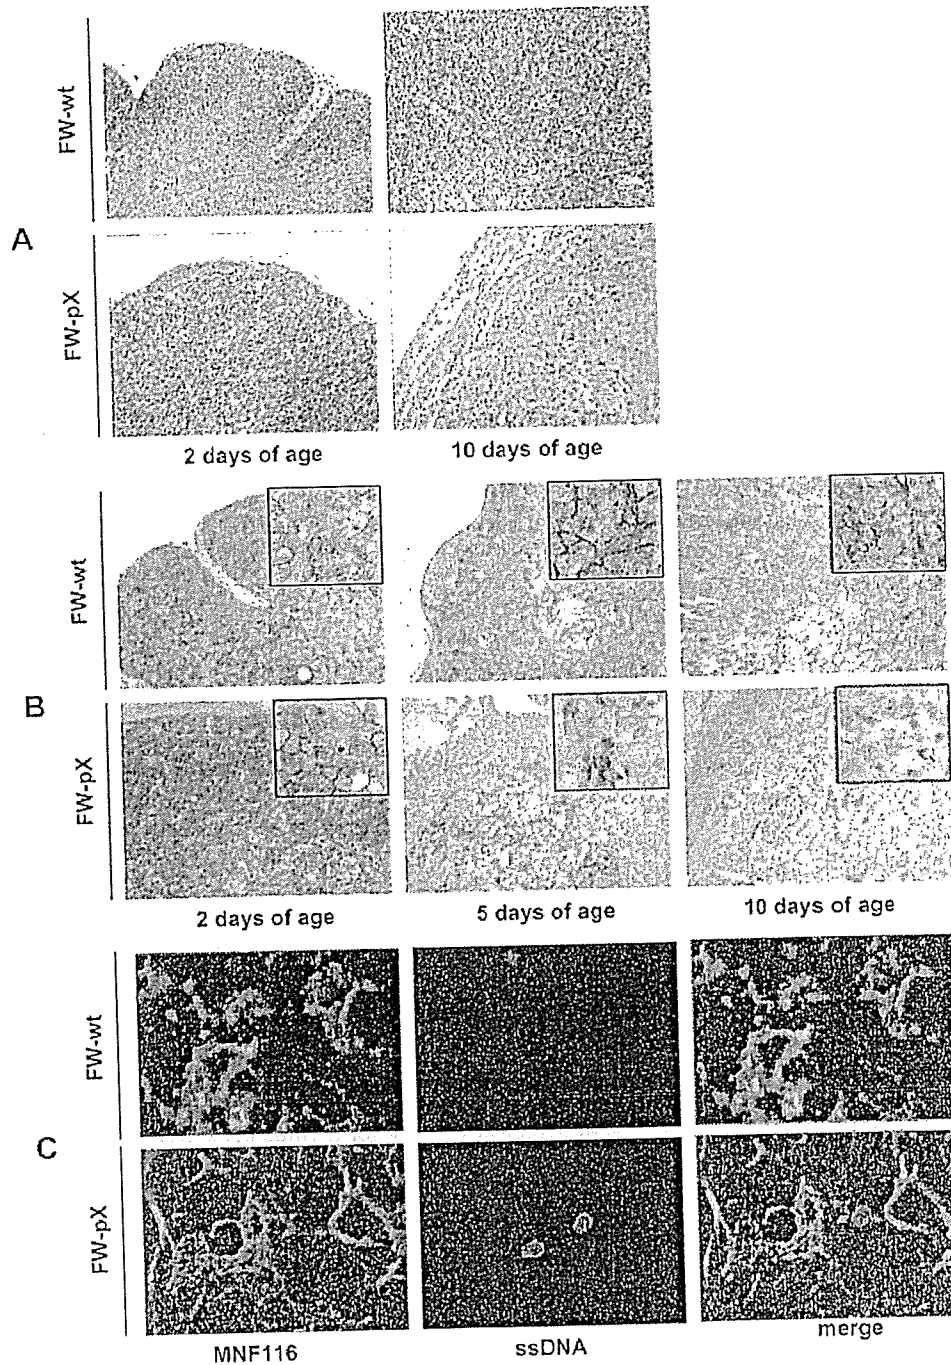 FW-wt
A
FW-pX
2 days of age
10 days of age
FW-wt
B
FW-pX
2 days of age
5 days of age
10 days of age
FW-wt
C
FW-pX
MNF116
ssDNA
merge